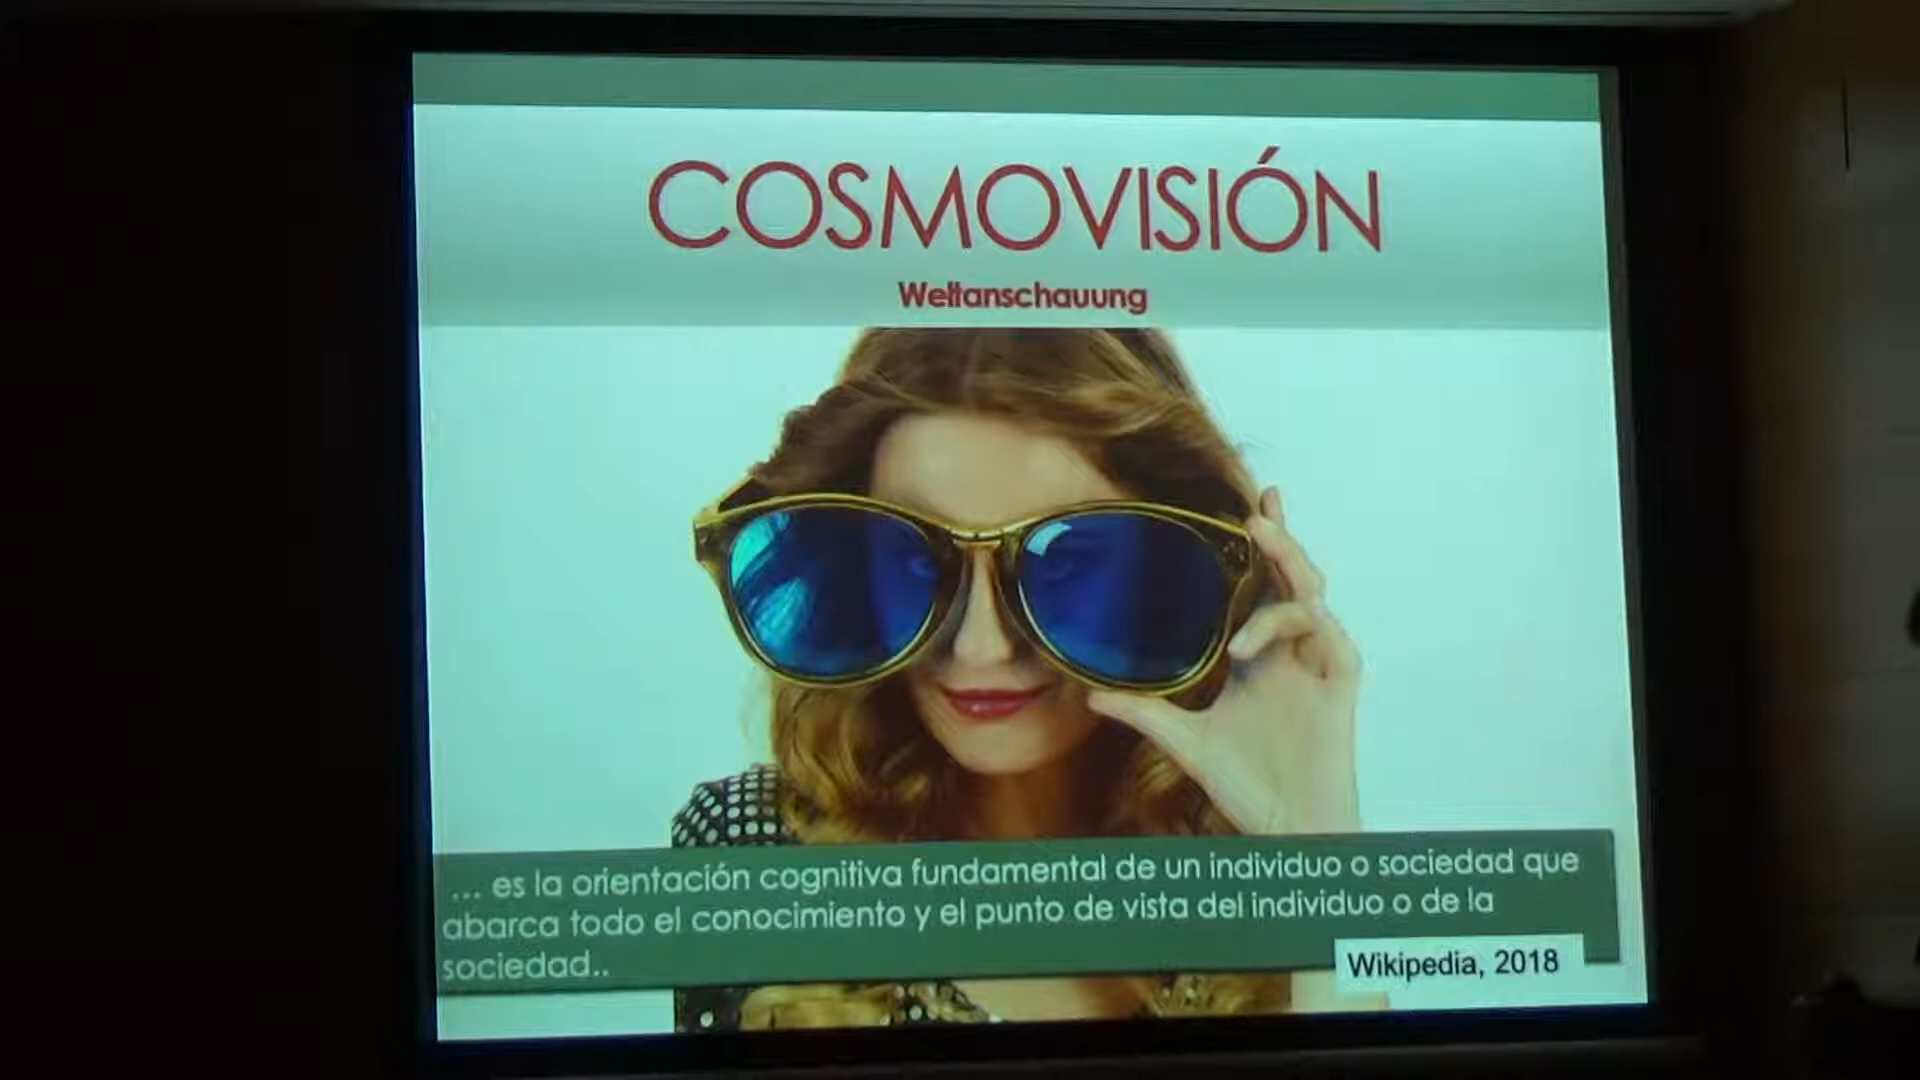 COSMOVISIÓN
Weltanschauung
... es la orientación cognitiva fundamental de un individuo o sociedad que
abarca todo el conocimiento y el punto de vista del individuo o de la
sociedad..
Wikipedia, 2018